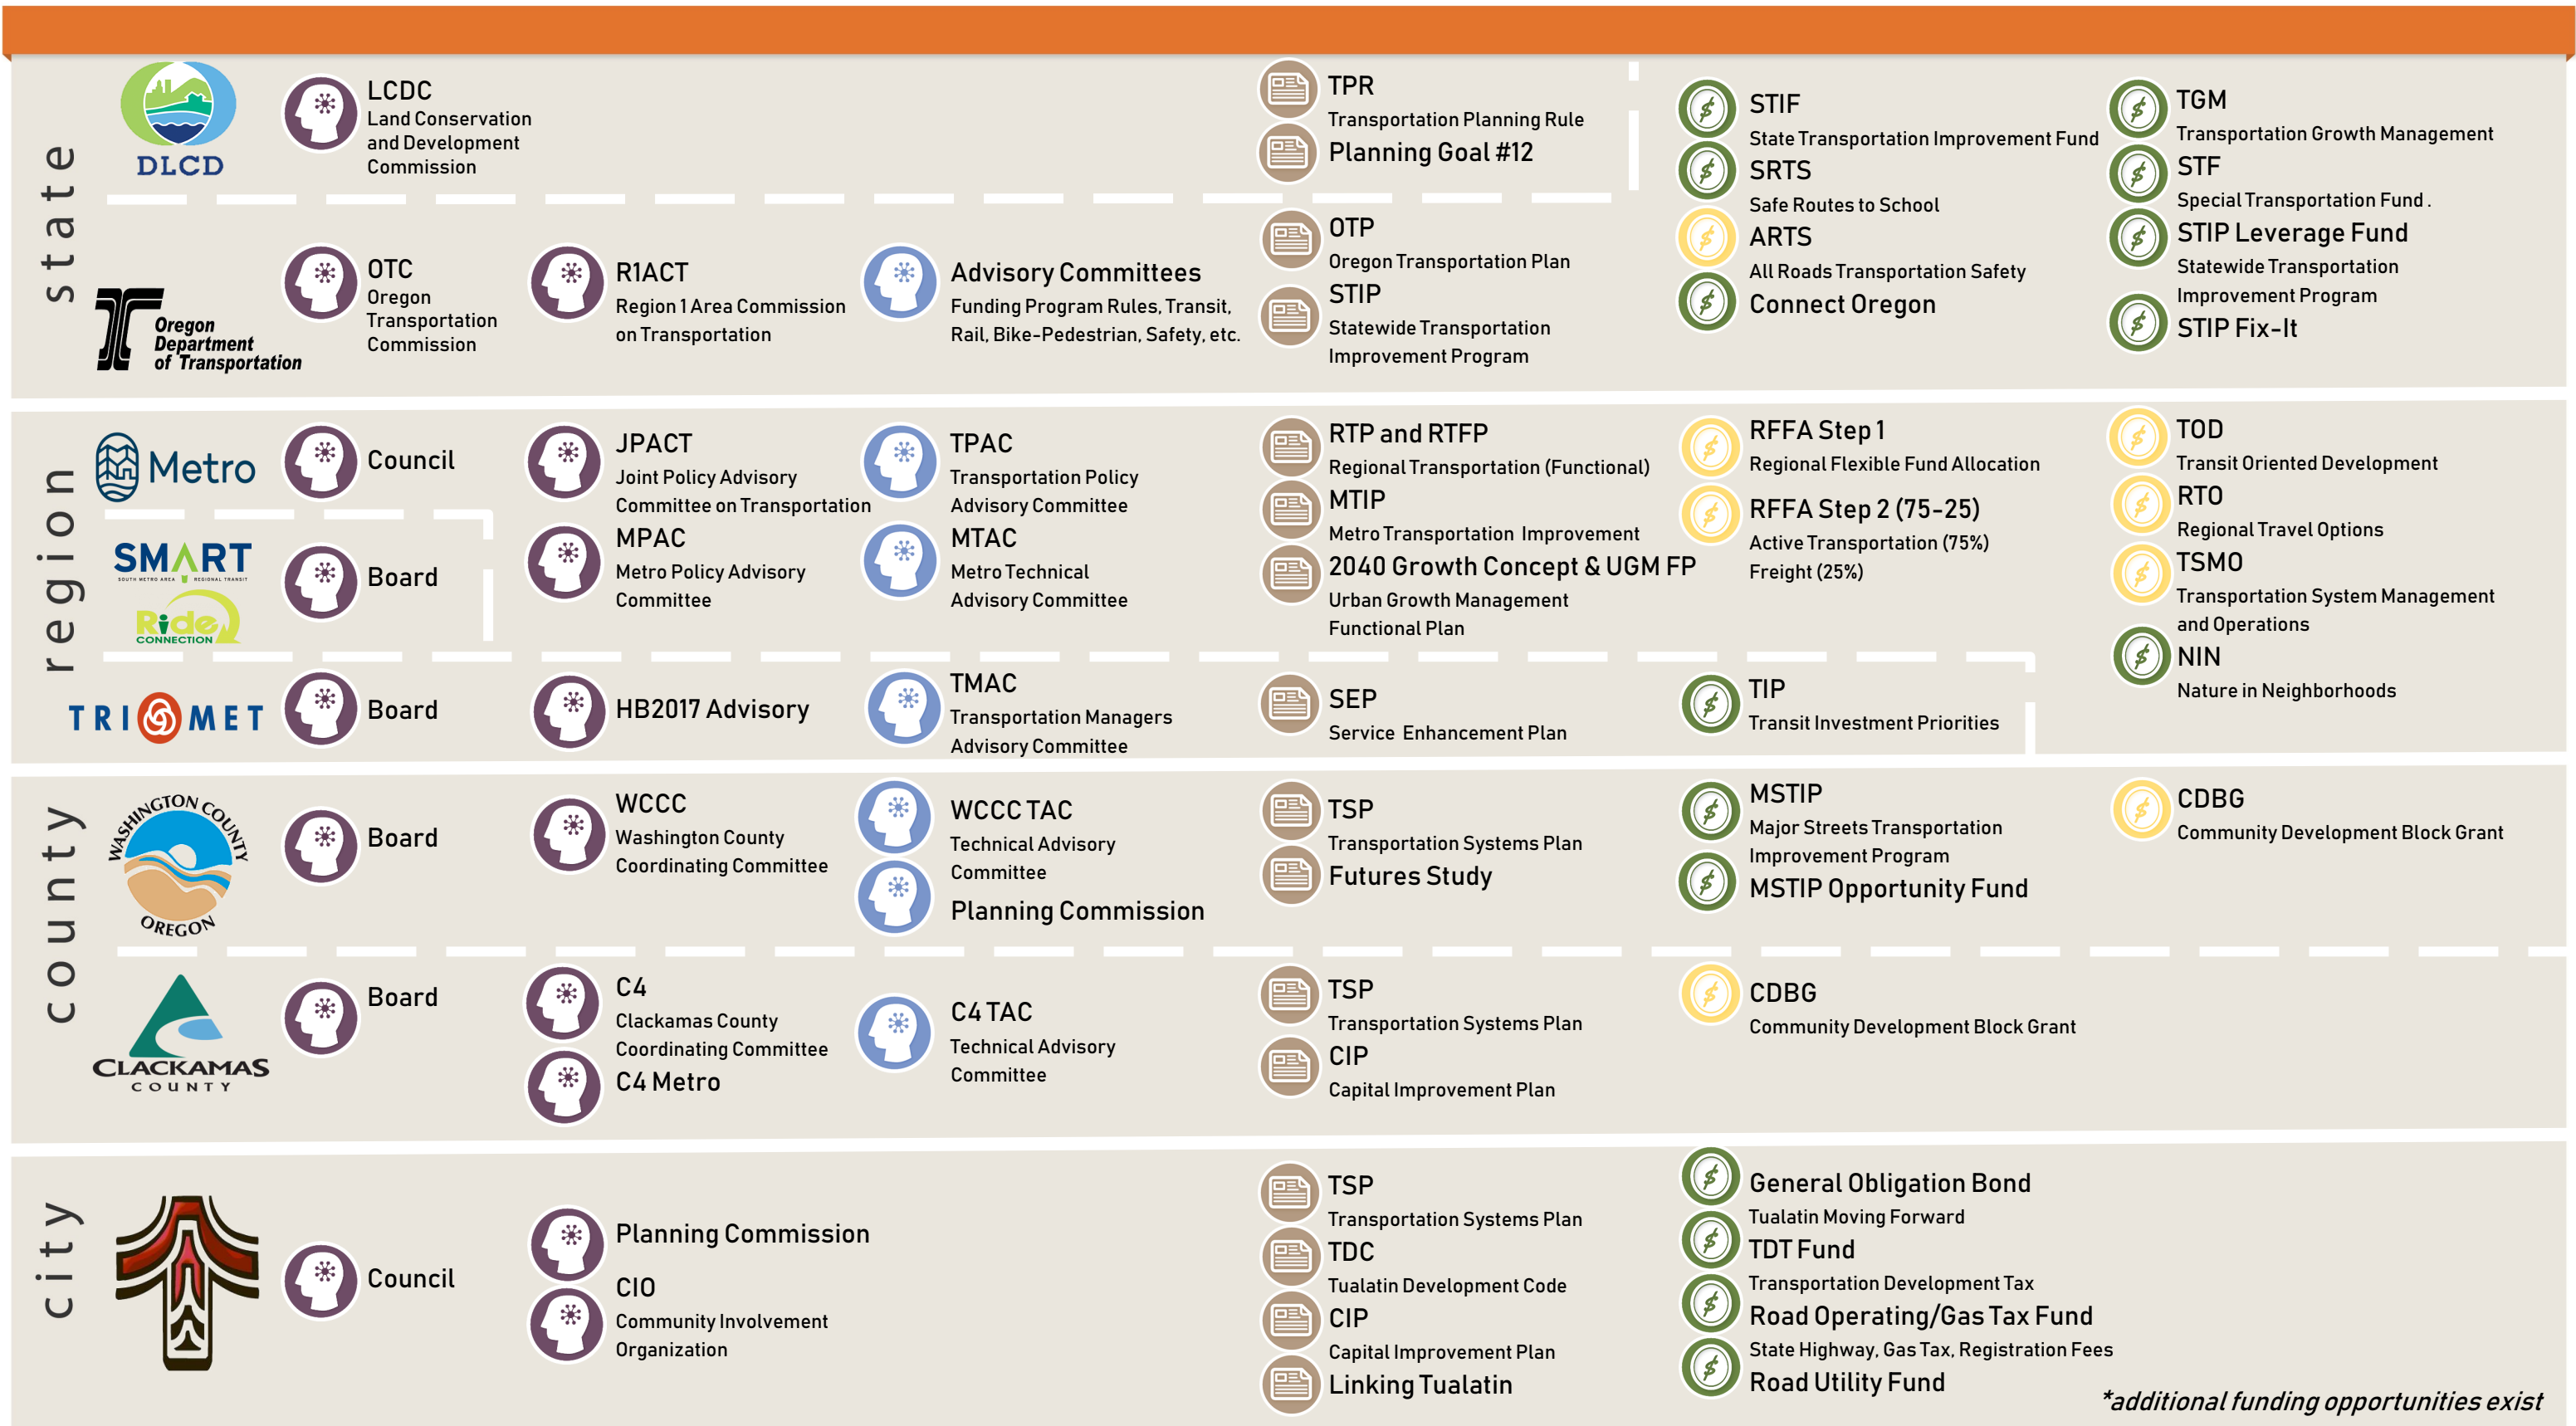 state
DLCD
LCDC
Land Conservation
and Development
Commission
TPR
Transportation Planning Rule
Planning Goal #12
Oregon
Department
of Transportation
OTC
Oregon
Transportation
Commission
R1ACT
Region 1 Area Commission
on Transportation
Advisory Committees
Funding Program Rules, Transit,
Rail, Bike-Pedestrian, Safety, etc.
OTP
Oregon Transportation Plan
STIP
Statewide Transportation
Improvement Program
STIF
State Transportation Improvement Fund
SRTS
Safe Routes to School
ARTS
All Roads Transportation Safety
Connect Oregon
TGM
Transportation Growth Management
STF
Special Transportation Fund .
STIP Leverage Fund
Statewide Transportation
Improvement Program
STIP Fix-It
region
Metro
Council
SMART
SOUTH METRO AREA REGIONAL TRANSIT
Ride
CONNECTION
Board
JPACT
Joint Policy Advisory
Committee on Transportation
MPAC
Metro Policy Advisory
Committee
TPAC
Transportation Policy
Advisory Committee
MTAC
Metro Technical
Advisory Committee
RTP and RTFP
Regional Transportation (Functional)
MTIP
Metro Transportation Improvement
2040 Growth Concept & UGM FP
Urban Growth Management
Functional Plan
RFFA Step 1
Regional Flexible Fund Allocation
RFFA Step 2 (75-25)
Active Transportation (75%)
Freight (25%)
TOD
Transit Oriented Development
RTO
Regional Travel Options
TSMO
Transportation System Management
and Operations
NIN
Nature in Neighborhoods
TRI MET
Board
HB2017 Advisory
TMAC
Transportation Managers
Advisory Committee
SEP
Service Enhancement Plan
TIP
Transit Investment Priorities
county
WASHINGTON COUNTY
OREGON
Board
WCCC
Washington County
Coordinating Committee
WCCC TAC
Technical Advisory
Committee
Planning Commission
TSP
Transportation Systems Plan
Futures Study
MSTIP
Major Streets Transportation
Improvement Program
MSTIP Opportunity Fund
CDBG
Community Development Block Grant
CLACKAMAS
COUNTY
Board
C4
Clackamas County
Coordinating Committee
C4 Metro
C4 TAC
Technical Advisory
Committee
TSP
Transportation Systems Plan
CIP
Capital Improvement Plan
CDBG
Community Development Block Grant
city
Council
Planning Commission
CIO
Community Involvement
Organization
TSP
Transportation Systems Plan
TDC
Tualatin Development Code
CIP
Capital Improvement Plan
Linking Tualatin
General Obligation Bond
Tualatin Moving Forward
TDT Fund
Transportation Development Tax
Road Operating/Gas Tax Fund
State Highway, Gas Tax, Registration Fees
Road Utility Fund
*additional funding opportunities exist